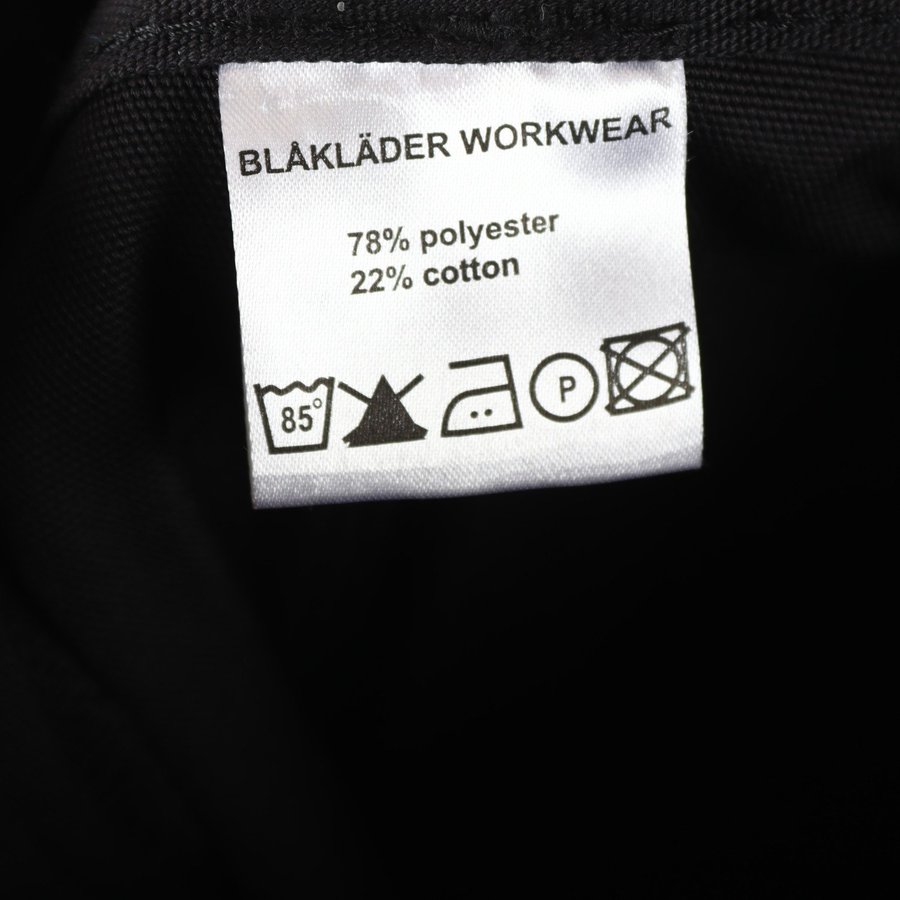 BLÅKLÄDER WORKWEAR
78% polyester
22% cotton
85° P